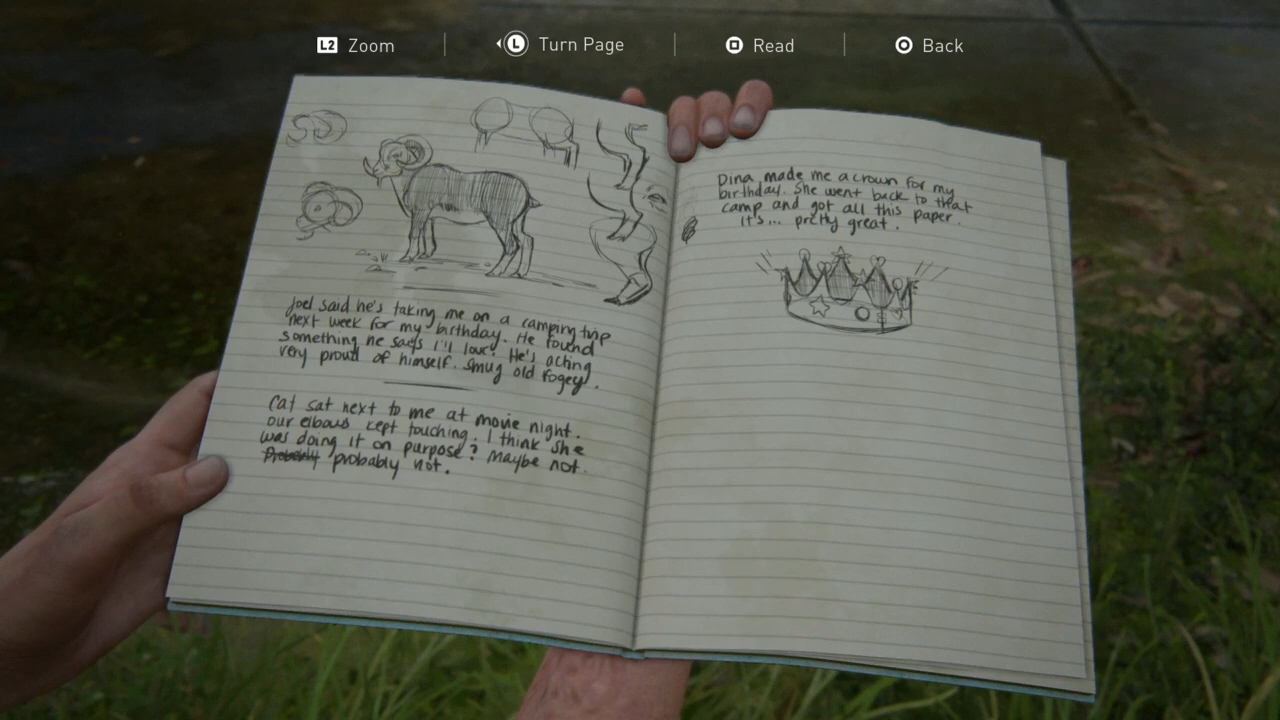 L2 Zoom
L Turn Page
Read
Back
Joel said he's taking me on a camping trip
next week for my birthday. He found
something he says I'll love. He's acting
very proud of himself. Smug old fogey.
Cat sat next to me at movie night.
our elbows kept touching. I think she
was doing it on purpose? Maybe not.
Probably probably not.
Dina made me a crown for my
birthday. She went back to that
camp and got all this paper.
It's... pretty great.